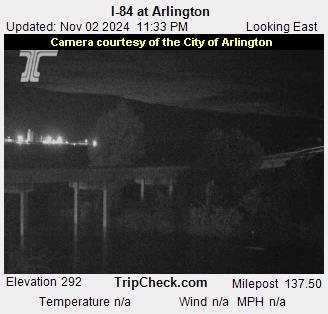 I-84 at Arlington
Updated: Nov 02 2024 11:33 PM Looking East
Camera courtesy of the City of Arlington
Elevation 292 TripCheck.com Milepost 137.50
Temperature n/a Wind n/a MPH n/a